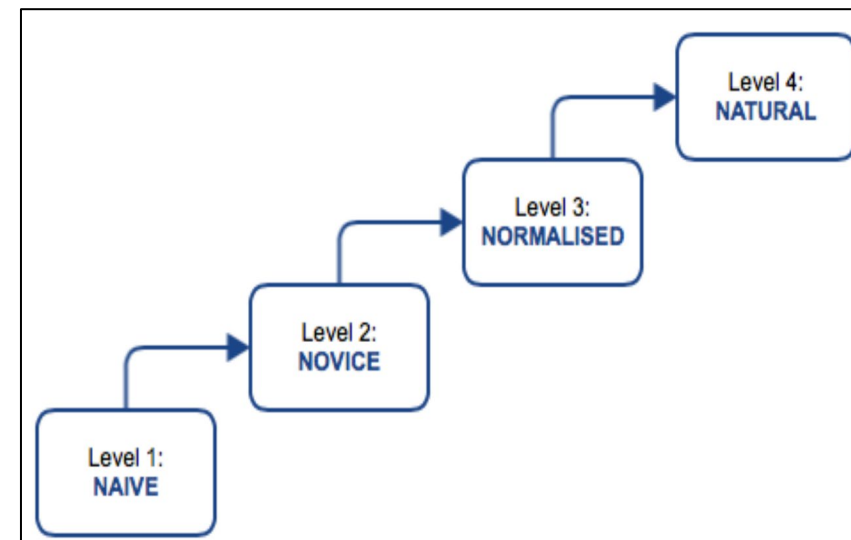 Level 4:
NATURAL
Level 3:
NORMALISED
Level 2:
NOVICE
Level 1:
NAIVE